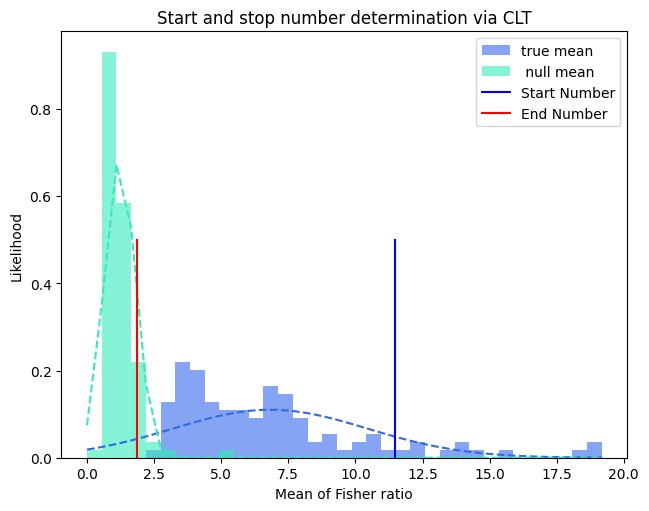 Start and stop number determination via CLT
true mean
null mean
Start Number
End Number
Likelihood
0.8
0.6
0.4
0.2
0.0
0.0 2.5 5.0 7.5 10.0 12.5 15.0 17.5 20.0
Mean of Fisher ratio